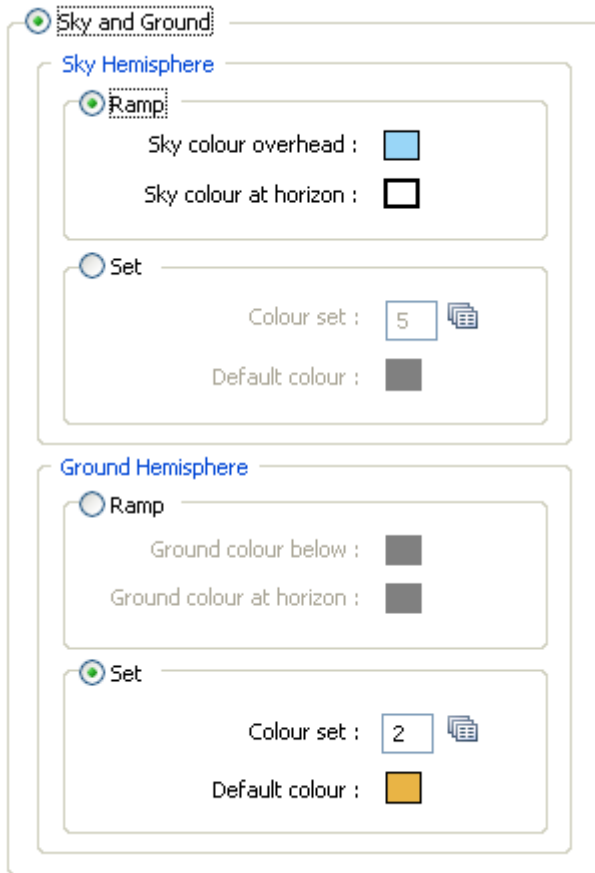 Sky and Ground
Sky Hemisphere
Ramp
Sky colour overhead :
Sky colour at horizon :
Set
Colour set : 5
Default colour :
Ground Hemisphere
Ramp
Ground colour below :
Ground colour at horizon :
Set
Colour set : 2
Default colour :